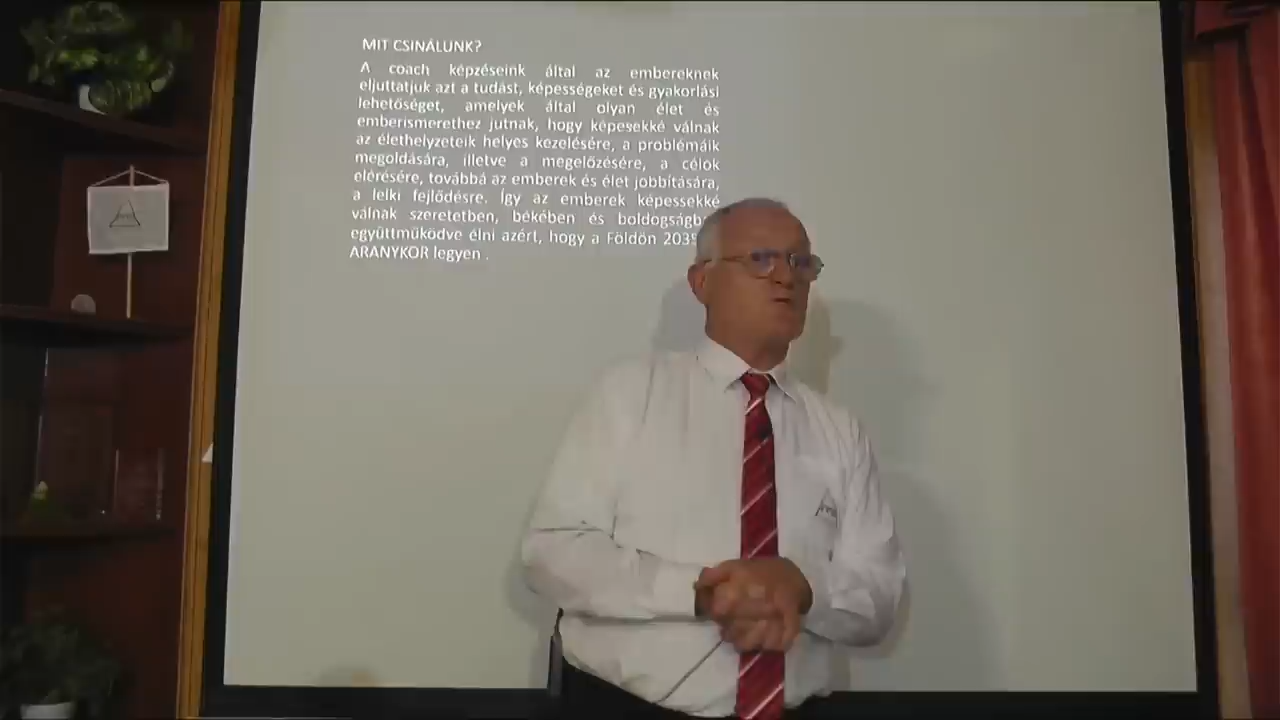 MIT CSINÁLUNK?
A coach képzéseink által az embereknek
eljuttatjuk azt a tudást, képességeket és gyakorlási
lehetőséget, amelyek által olyan élet és
emberismerethez jutnak, hogy képesekké válnak
az élethelyzeteik helyes kezelésére, a problémáik
megoldására, illetve a megelőzésére, a célok
elérésére, továbbá az emberek és élet jobbítására,
a lelki fejlődésre. Így az emberek képessekké
válnak szeretetben, békében és
együttműködve élni azért, hogy a Földön
ARANYKOR legyen .